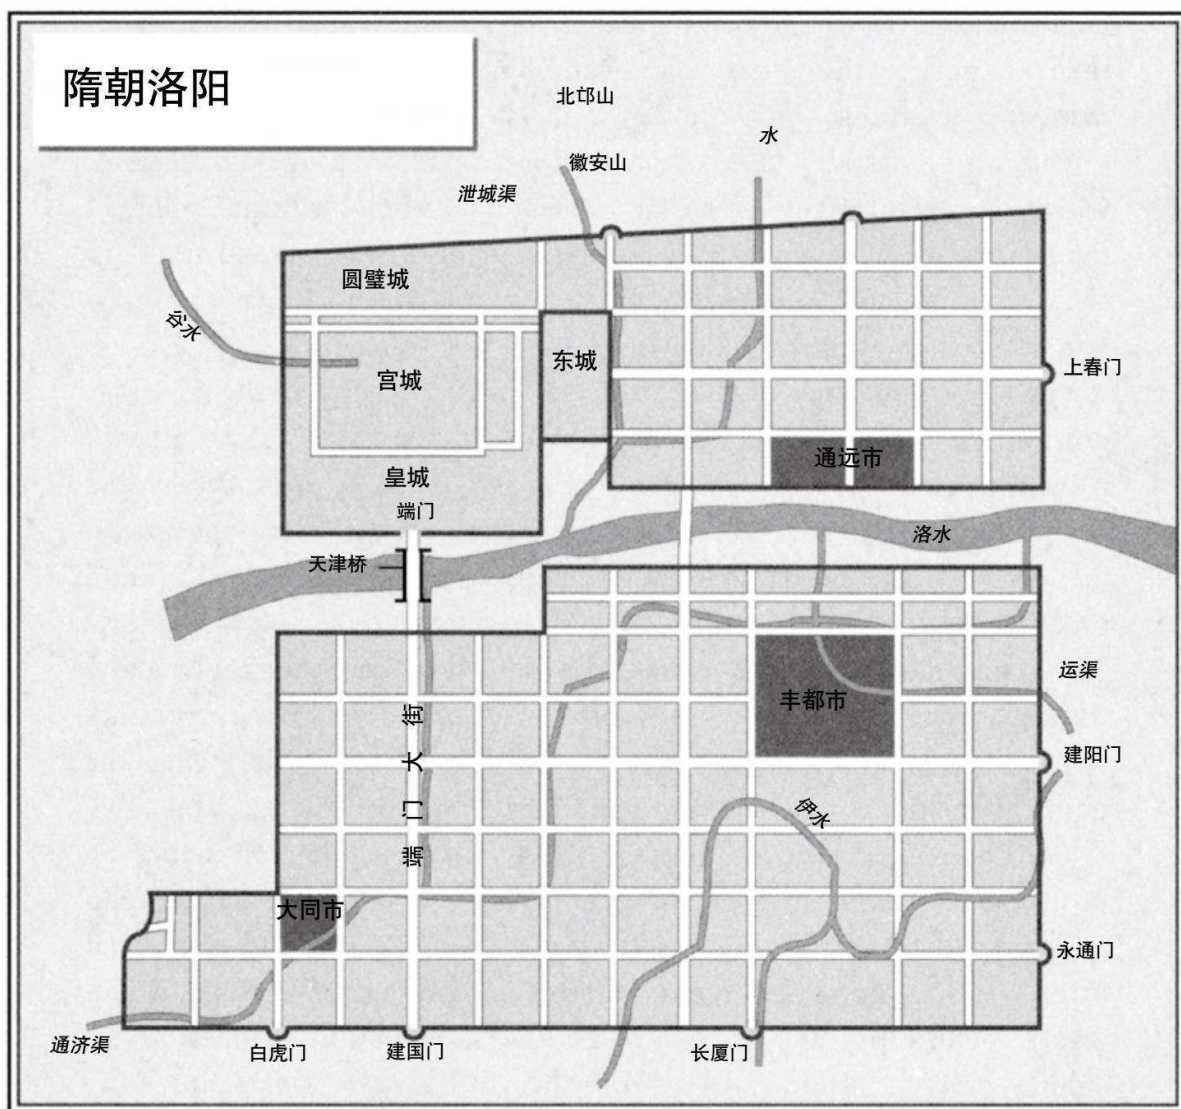 隋朝洛阳
北邙山
水
徽安山
泄城渠
圆璧城
谷水
宫城
东城
上春门
通远市
皇城
端门
洛水
天津桥
运渠
丰都市
端门大街
建阳门
伊水
大同市
永通门
通济渠
白虎门
建国门
长厦门